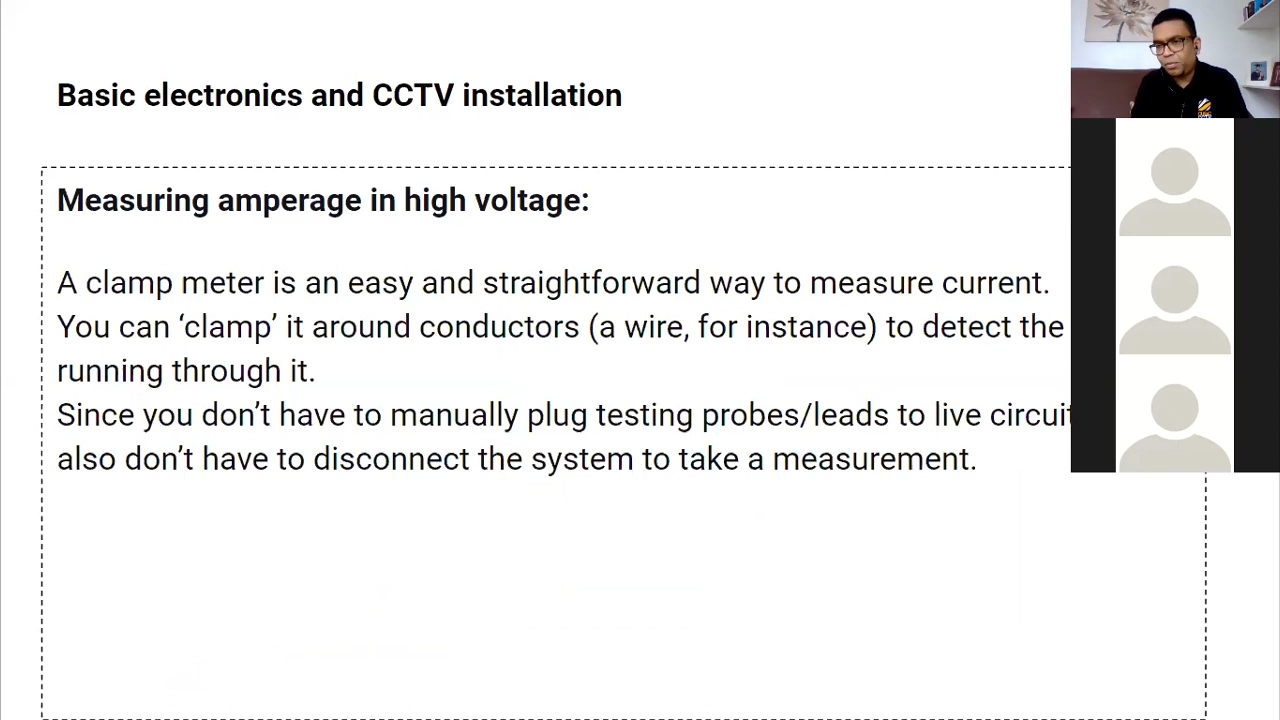 Basic electronics and CCTV installation
Measuring amperage in high voltage:
A clamp meter is an easy and straightforward way to measure current.
You can ‘clamp’ it around conductors (a wire, for instance) to detect the
running through it.
Since you don’t have to manually plug testing probes/leads to live circuit
also don’t have to disconnect the system to take a measurement.